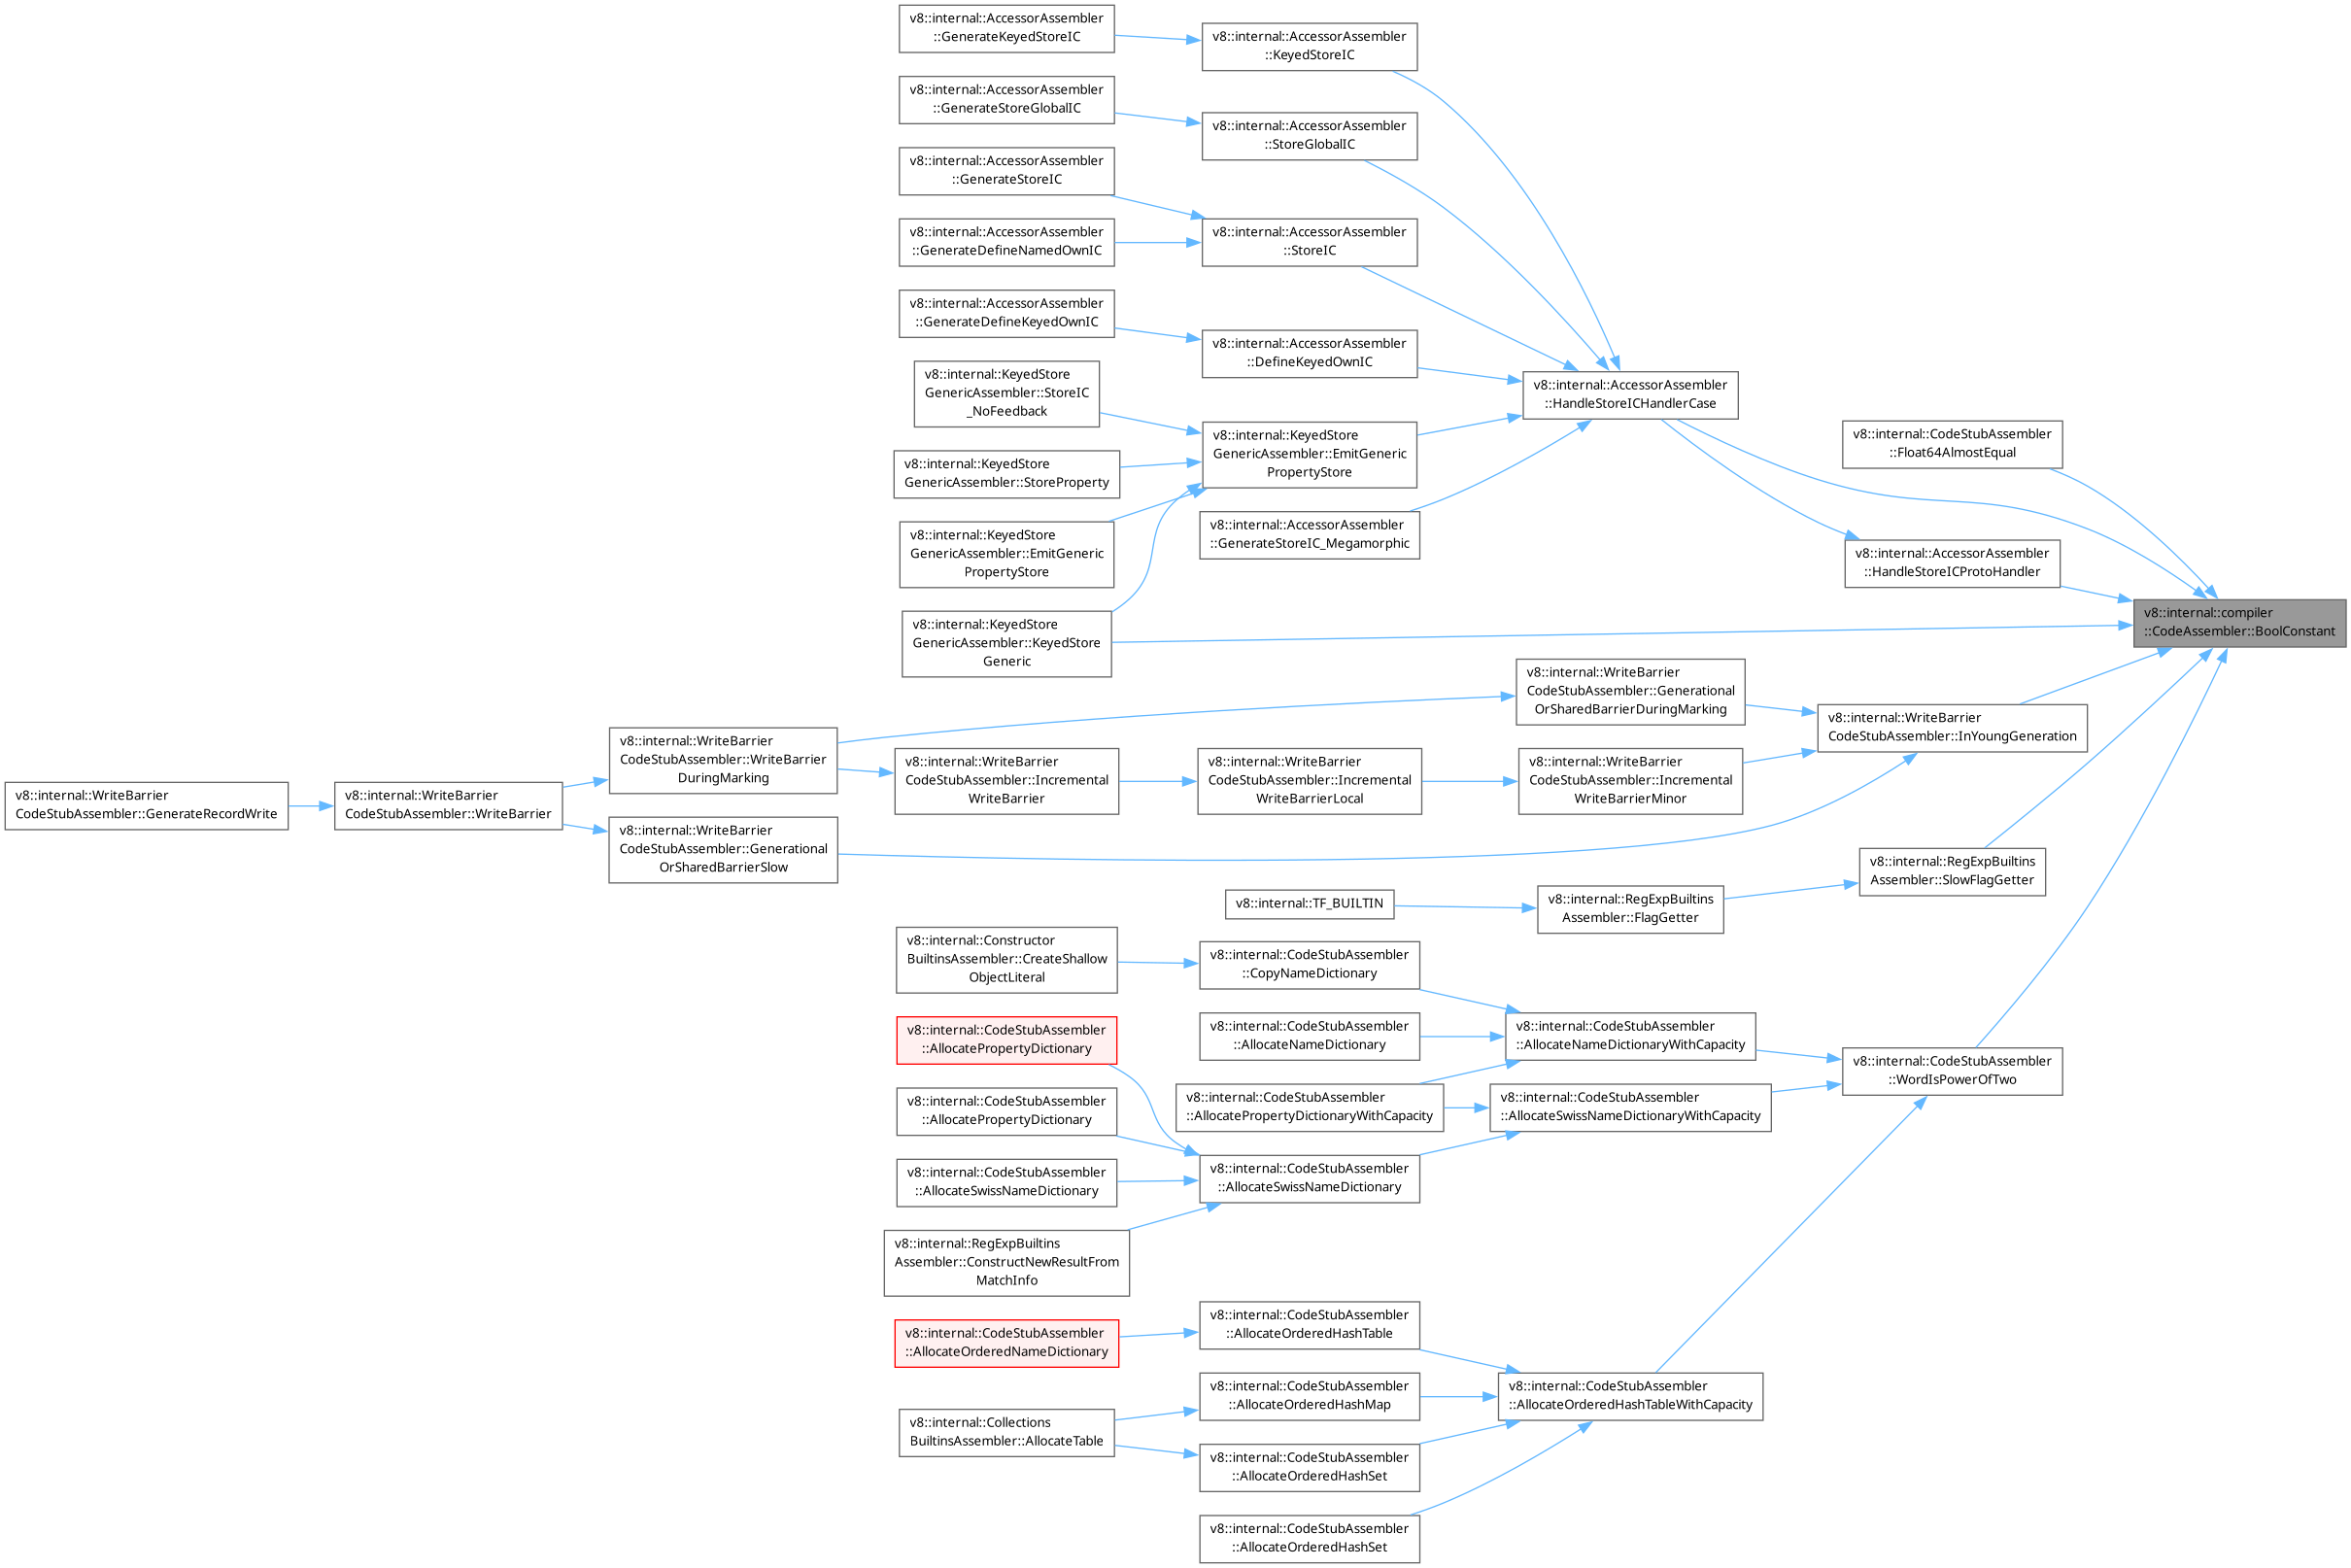 v8::internal::AccessorAssembler
::GenerateKeyedStoreIC
v8::internal::AccessorAssembler
::KeyedStoreIC
v8::internal::AccessorAssembler
::GenerateStoreGlobalIC
v8::internal::AccessorAssembler
::StoreGlobalIC
v8::internal::AccessorAssembler
::GenerateStoreIC
v8::internal::AccessorAssembler
::GenerateDefineNamedOwnIC
v8::internal::AccessorAssembler
::StoreIC
v8::internal::AccessorAssembler
::GenerateDefineKeyedOwnIC
v8::internal::AccessorAssembler
::DefineKeyedOwnIC
v8::internal::KeyedStore
GenericAssembler::StoreIC
_NoFeedback
v8::internal::AccessorAssembler
::HandleStoreICHandlerCase
v8::internal::KeyedStore
GenericAssembler::StoreProperty
v8::internal::KeyedStore
GenericAssembler::EmitGeneric
PropertyStore
v8::internal::CodeStubAssembler
::Float64AlmostEqual
v8::internal::KeyedStore
GenericAssembler::EmitGeneric
PropertyStore
v8::internal::AccessorAssembler
::GenerateStoreIC_Megamorphic
v8::internal::AccessorAssembler
::HandleStoreICProtoHandler
v8::internal::KeyedStore
GenericAssembler::KeyedStore
Generic
v8::internal::compiler
::CodeAssembler::BoolConstant
v8::internal::WriteBarrier
CodeStubAssembler::Generational
OrSharedBarrierDuringMarking
v8::internal::WriteBarrier
CodeStubAssembler::InYoungGeneration
v8::internal::WriteBarrier
CodeStubAssembler::WriteBarrier
DuringMarking
v8::internal::WriteBarrier
CodeStubAssembler::Incremental
WriteBarrier
v8::internal::WriteBarrier
CodeStubAssembler::Incremental
WriteBarrierLocal
v8::internal::WriteBarrier
CodeStubAssembler::Incremental
WriteBarrierMinor
v8::internal::WriteBarrier
CodeStubAssembler::GenerateRecordWrite
v8::internal::WriteBarrier
CodeStubAssembler::WriteBarrier
v8::internal::WriteBarrier
CodeStubAssembler::Generational
OrSharedBarrierSlow
v8::internal::RegExpBuiltins
Assembler::SlowFlagGetter
v8::internal::TF_BUILTIN
v8::internal::RegExpBuiltins
Assembler::FlagGetter
v8::internal::Constructor
BuiltinsAssembler::CreateShallow
ObjectLiteral
v8::internal::CodeStubAssembler
::CopyNameDictionary
v8::internal::CodeStubAssembler
::AllocatePropertyDictionary
v8::internal::CodeStubAssembler
::AllocateNameDictionary
v8::internal::CodeStubAssembler
::AllocateNameDictionaryWithCapacity
v8::internal::CodeStubAssembler
::WordIsPowerOfTwo
v8::internal::CodeStubAssembler
::AllocatePropertyDictionary
v8::internal::CodeStubAssembler
::AllocatePropertyDictionaryWithCapacity
v8::internal::CodeStubAssembler
::AllocateSwissNameDictionaryWithCapacity
v8::internal::CodeStubAssembler
::AllocateSwissNameDictionary
v8::internal::CodeStubAssembler
::AllocateSwissNameDictionary
v8::internal::RegExpBuiltins
Assembler::ConstructNewResultFrom
MatchInfo
v8::internal::CodeStubAssembler
::AllocateOrderedNameDictionary
v8::internal::CodeStubAssembler
::AllocateOrderedHashTable
v8::internal::CodeStubAssembler
::AllocateOrderedHashMap
v8::internal::CodeStubAssembler
::AllocateOrderedHashTableWithCapacity
v8::internal::Collections
BuiltinsAssembler::AllocateTable
v8::internal::CodeStubAssembler
::AllocateOrderedHashSet
v8::internal::CodeStubAssembler
::AllocateOrderedHashSet